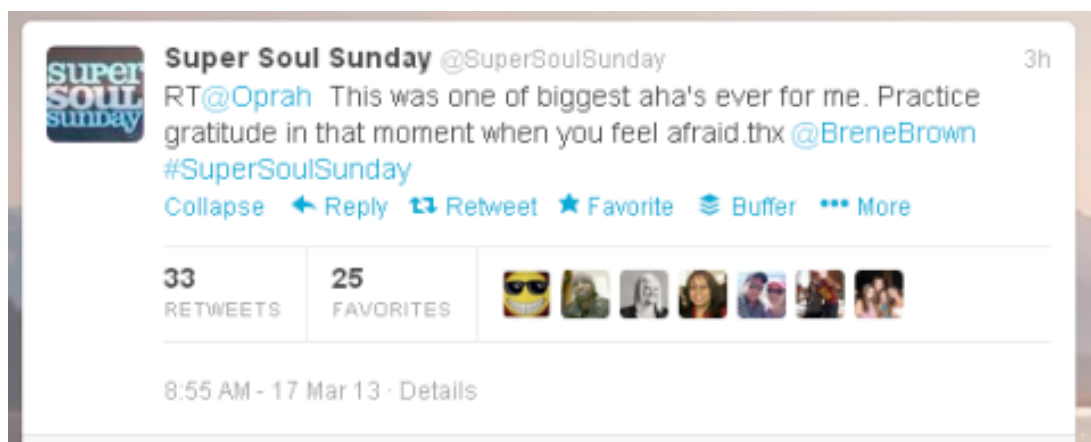 Super Soul Sunday @SuperSoulSunday 3h
SUPER
SOUL
sunday
RT@Oprah This was one of biggest aha's ever for me. Practice
gratitude in that moment when you feel afraid.thx @BreneBrown
#SuperSoulSunday
Collapse Reply Retweet Favorite Buffer More
33 25
RETWEETS FAVORITES
8:55 AM - 17 Mar 13 · Details